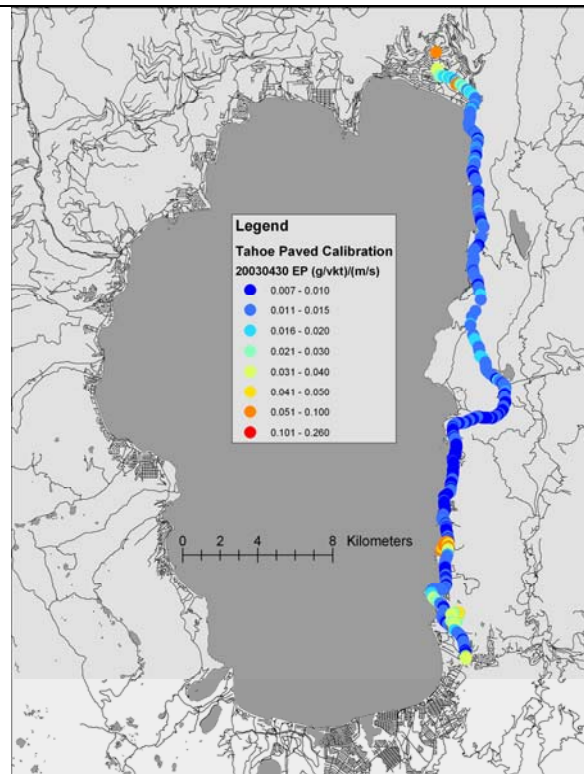 Legend
Tahoe Paved Calibration
20030430 EP (g/vkt)/(m/s)
0.007 - 0.010
0.011 - 0.015
0.016 - 0.020
0.021 - 0.030
0.031 - 0.040
0.041 - 0.050
0.051 - 0.100
0.101 - 0.260
0 2 4 8 Kilometers